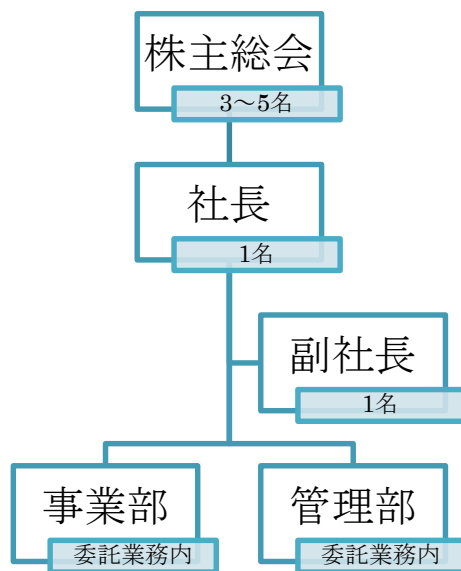 株主総会
3～5名
社長
1名
副社長
1名
事業部
委託業務内
管理部
委託業務内